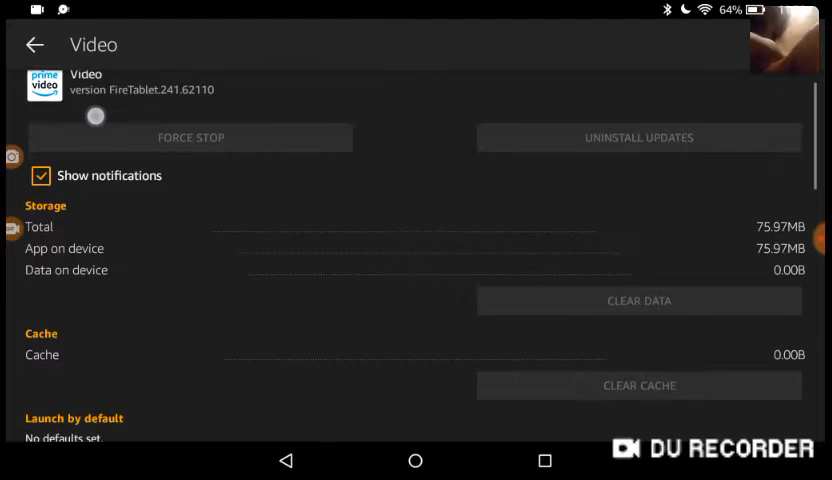 64%
Video
prime
video
Video
version FireTablet.241.62110
FORCE STOP
UNINSTALL UPDATES
Show notifications
Storage
Total
75.97MB
App on device
75.97MB
Data on device
0.00B
CLEAR DATA
Cache
Cache
0.00B
CLEAR CACHE
Launch by default
No defaults set.
DU RECORDER